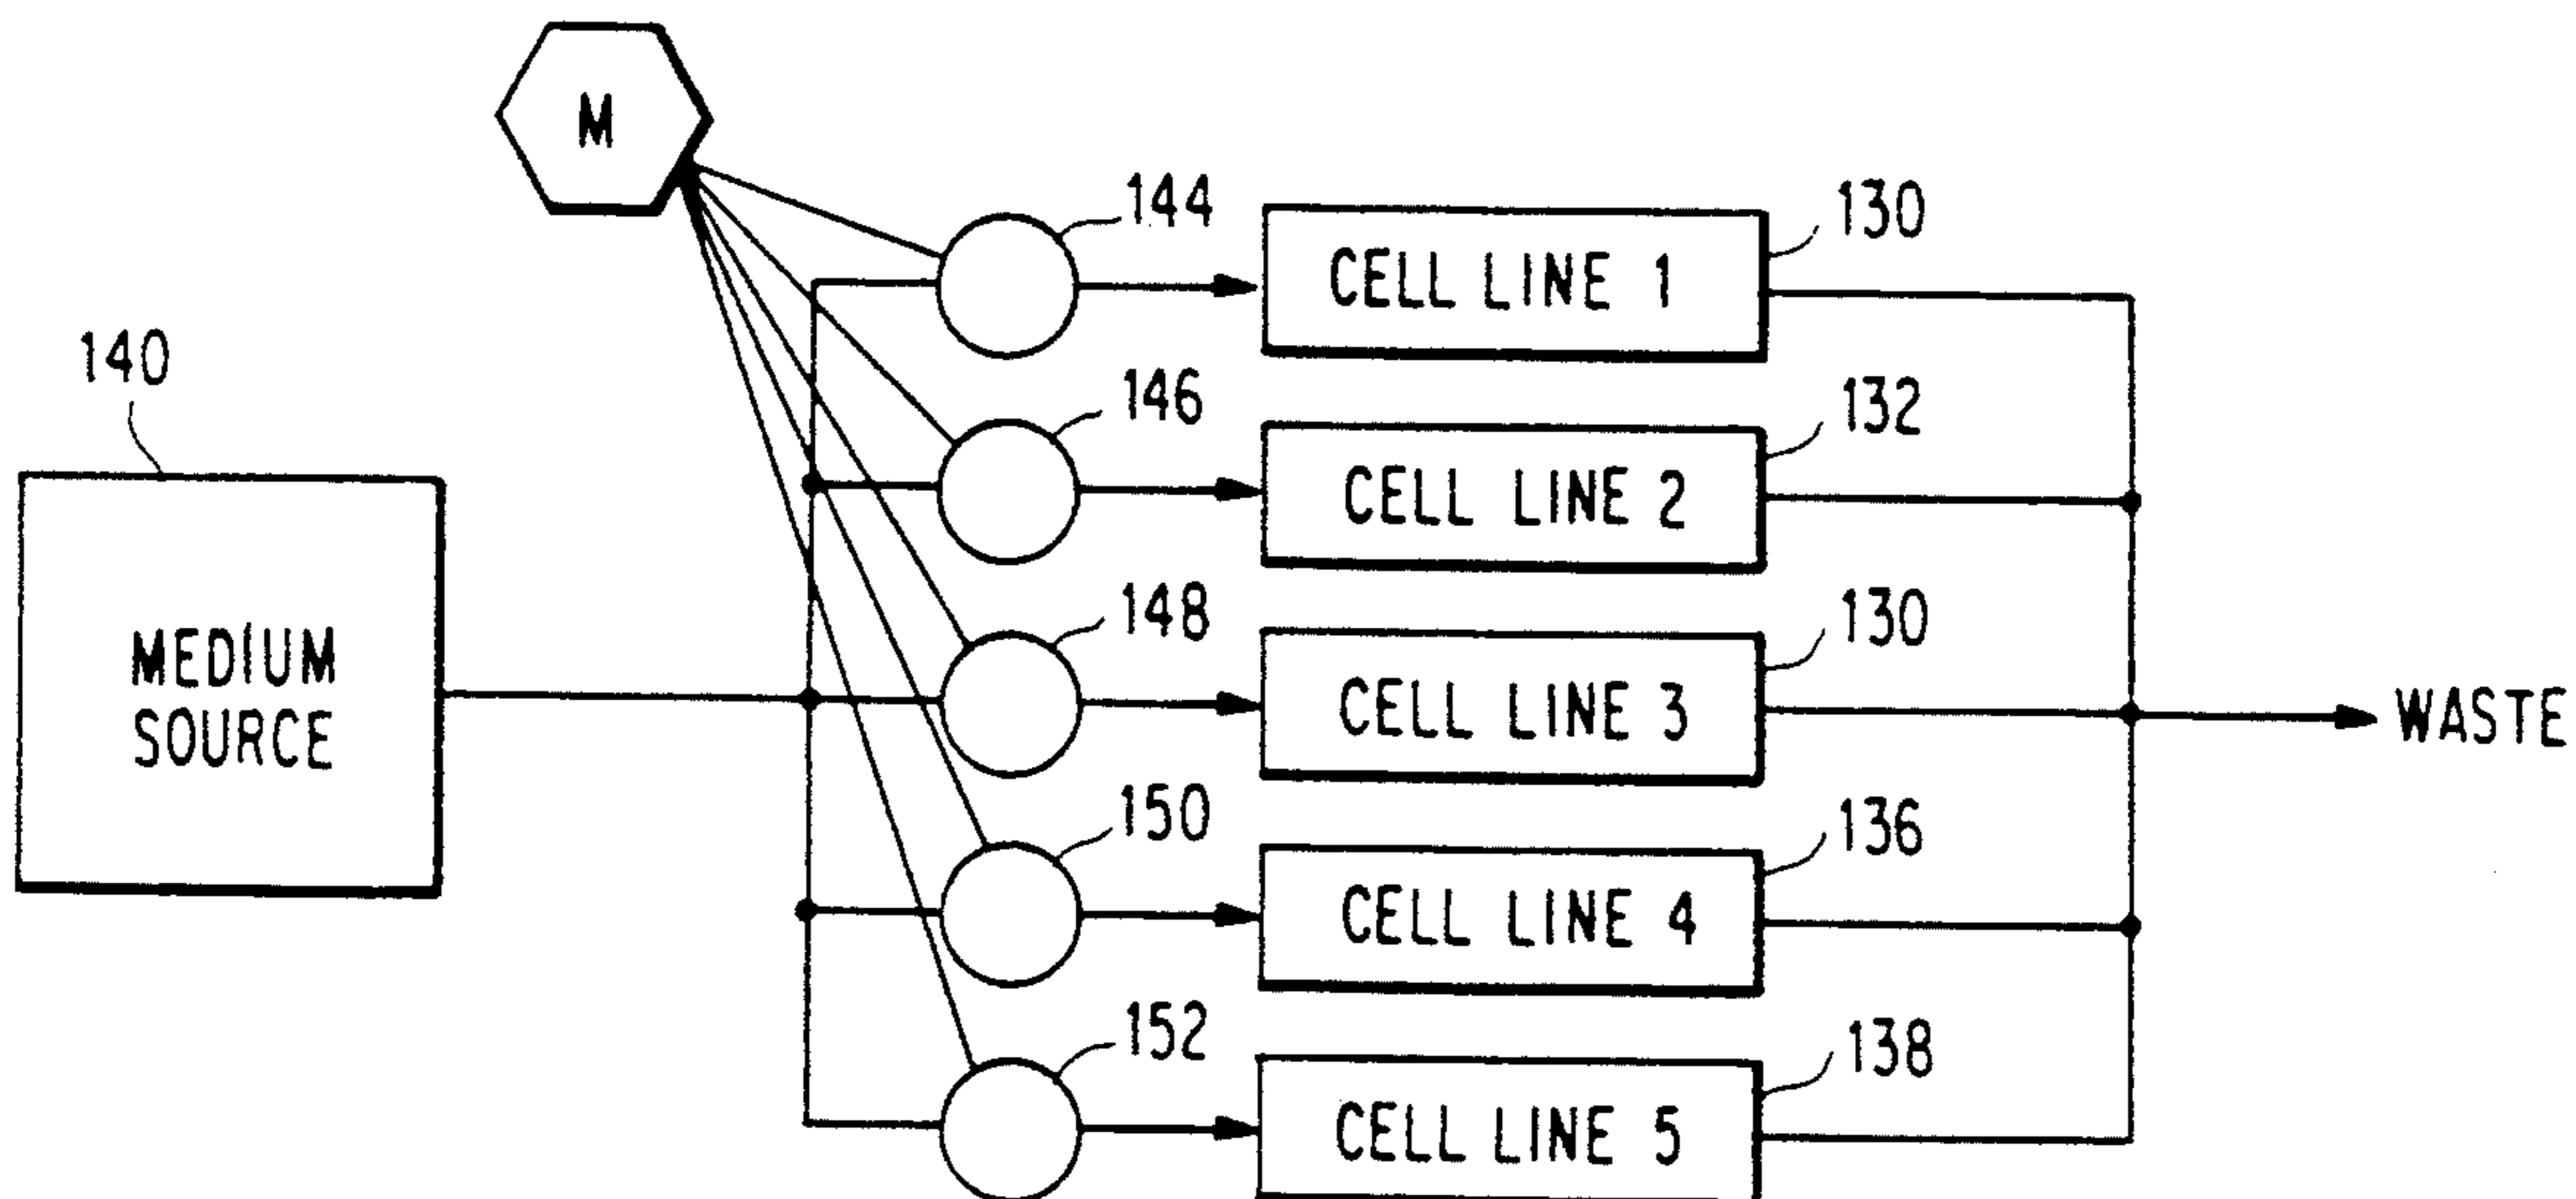 M
144
CELL LINE 1
130
140
146
CELL LINE 2
132
MEDIUM
SOURCE
148
CELL LINE 3
130
WASTE
150
CELL LINE 4
136
152
CELL LINE 5
138